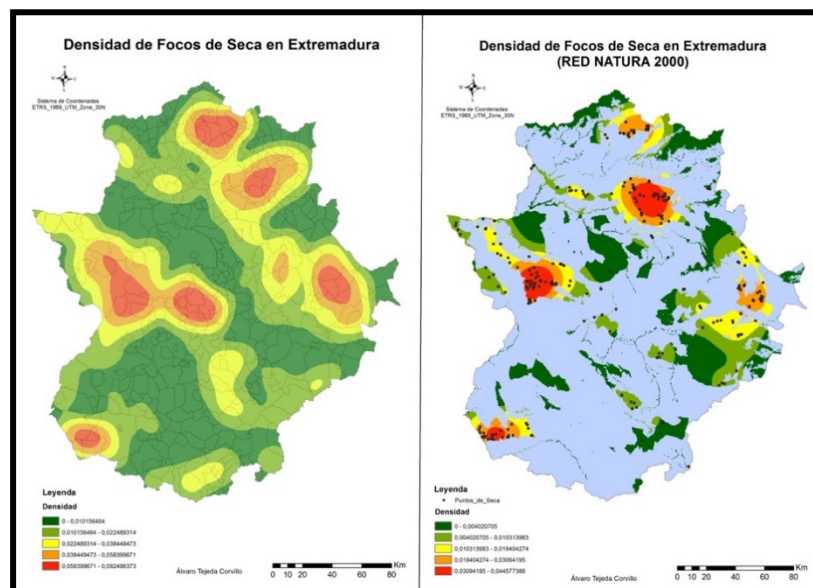 Densidad de Focos de Seca en Extremadura
N
W
E
S
Sistema de Coordenadas
ETRS_1989_UTM_Zone_30N
Leyenda
Densidad
0 - 0,010156464
0,010156464 - 0,022489314
0,022489314 - 0,038449473
0,038449473 - 0,058399671
0,058399671 - 0,092496373
Álvaro Tejeda Corvillo
0 10 20 40 60 80
Km
Densidad de Focos de Seca en Extremadura
(RED NATURA 2000)
N
W
E
S
Sistema de Coordenadas
ETRS_1989_UTM_Zone_30N
Leyenda
Puntos_de_Seca
Densidad
0 - 0,004020705
0,004020705 - 0,010313983
0,010313983 - 0,019404274
0,019404274 - 0,03094195
0,03094195 - 0,044577386
Álvaro Tejeda Corvillo
0 10 20 40 60 80
Km